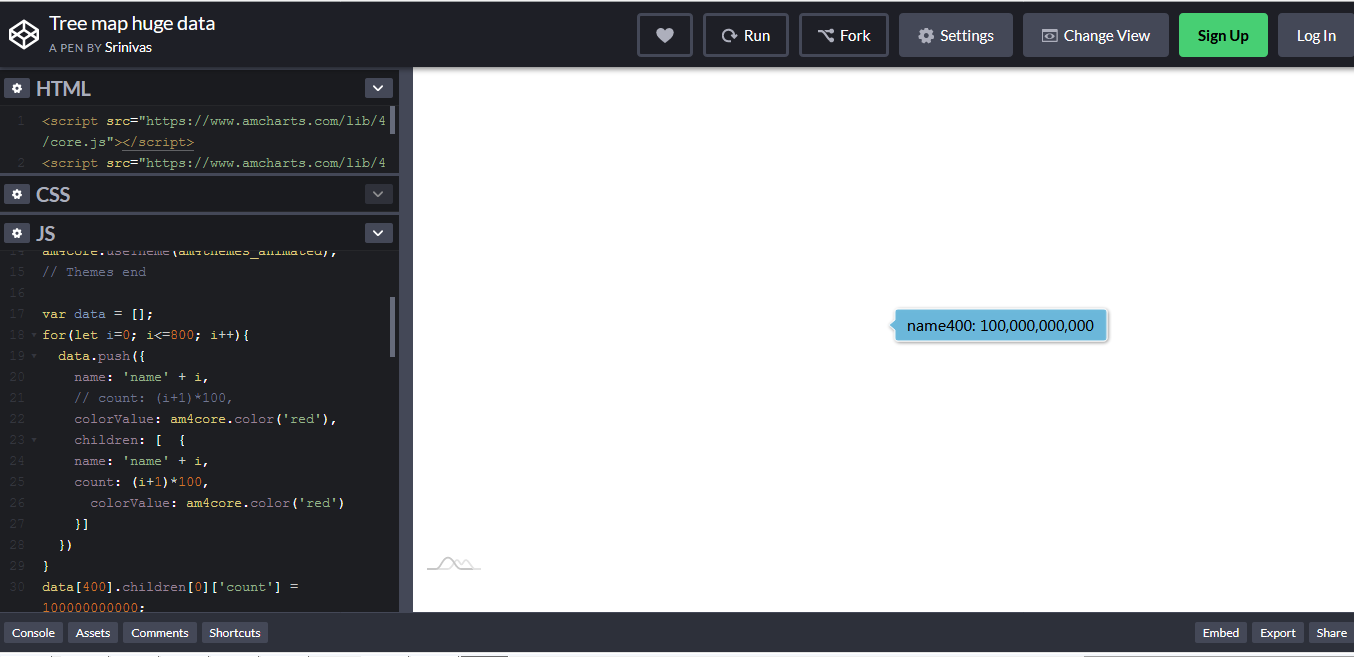 Tree map huge data
A PEN BY Srinivas
Run
Fork
Settings
Change View
Sign Up
Log In
HTML
1 <script src="https://www.amcharts.com/lib/4
/core.js"></script>
2 <script src="https://www.amcharts.com/lib/4
CSS
JS
14 am4core.useTheme(am4themes_animated);
15 // Themes end
16
17 var data = [];
18 for(let i=0; i<=800; i++){
19 data.push({
20 name: 'name' + i,
21 // count: (i+1)*100,
22 colorValue: am4core.color('red'),
23 children: [ {
24 name: 'name' + i,
25 count: (i+1)*100,
26 colorValue: am4core.color('red')
27 }]
28 })
29 }
30 data[400].children[0]['count'] =
100000000000;
name400: 100,000,000,000
Console
Assets
Comments
Shortcuts
Embed
Export
Share